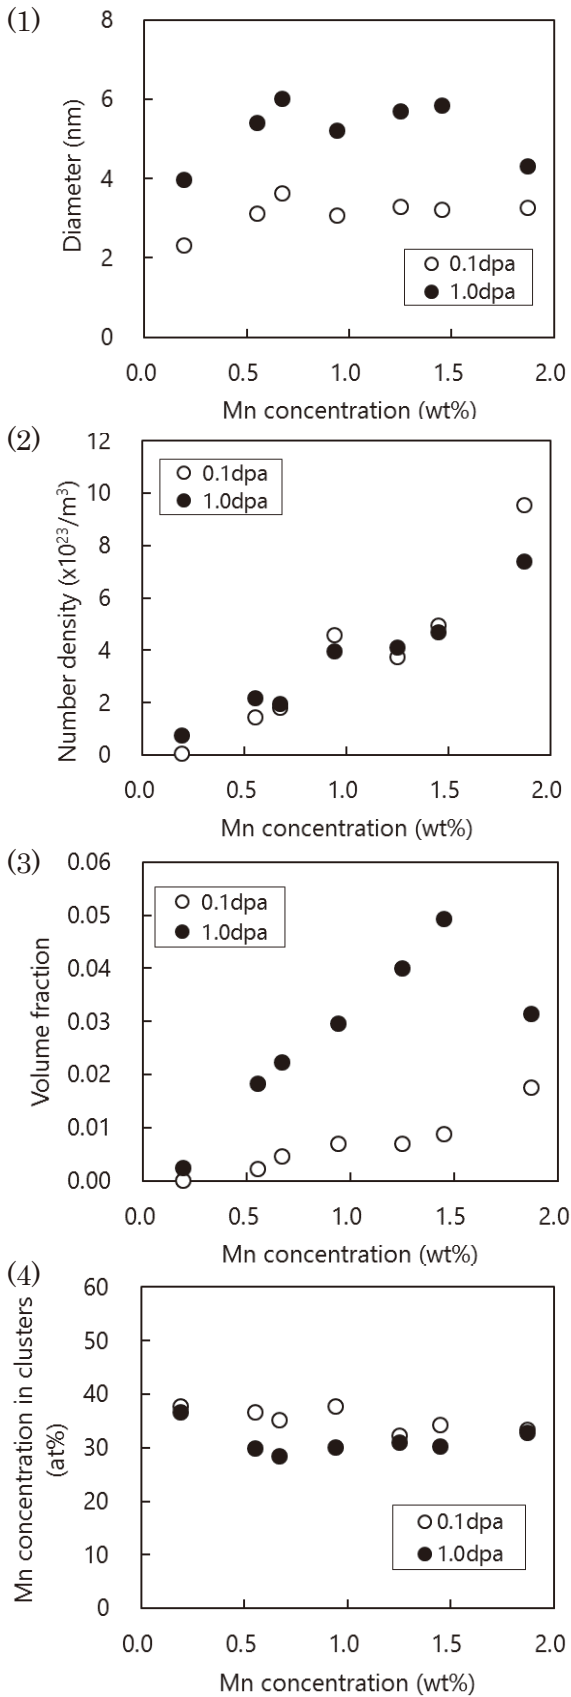 (1)
8
6
4
2
0
Diameter (nm)
0.1dpa
1.0dpa
0.0 0.5 1.0 1.5 2.0
Mn concentration (wt%)
(2)
12
10
8
6
4
2
0
Number density (x10²³/m³)
0.1dpa
1.0dpa
0.0 0.5 1.0 1.5 2.0
Mn concentration (wt%)
(3)
0.06
0.05
0.04
0.03
0.02
0.01
0.00
Volume fraction
0.1dpa
1.0dpa
0.0 0.5 1.0 1.5 2.0
Mn concentration (wt%)
(4)
60
50
40
30
20
10
0
Mn concentration in clusters
(at%)
0.1dpa
1.0dpa
0.0 0.5 1.0 1.5 2.0
Mn concentration (wt%)